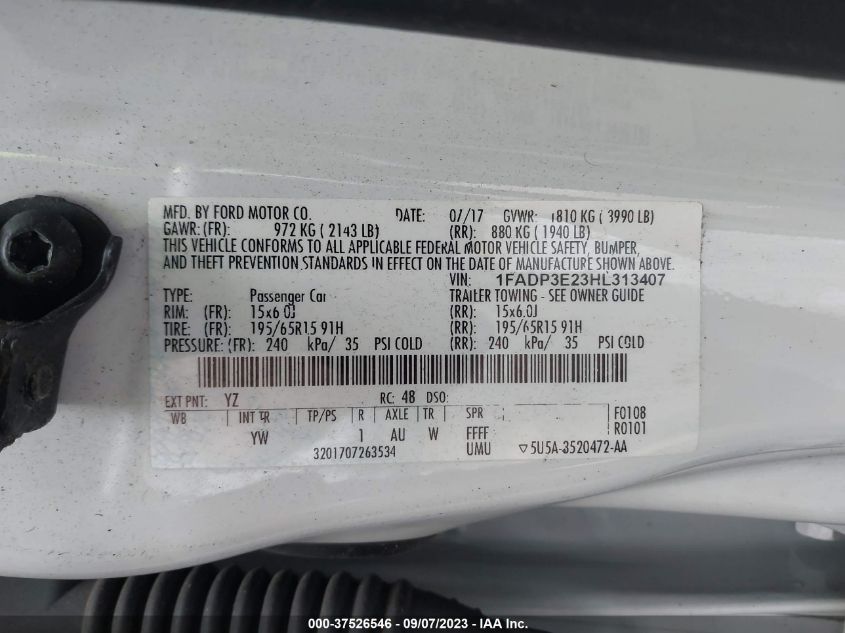 MFD. BY FORD MOTOR CO. DATE: 07/17 GVWR: 1810 KG ( 3990 LB)
GAWR: (FR): 972 KG ( 2143 LB) (RR): 880 KG ( 1940 LB)
THIS VEHICLE CONFORMS TO ALL APPLICABLE FEDERAL MOTOR VEHICLE SAFETY, BUMPER,
AND THEFT PREVENTION STANDARDS IN EFFECT ON THE DATE OF MANUFACTURE SHOWN ABOVE.
VIN: 1FADP3E23HL313407
TYPE: Passenger Car TRAILER TOWING - SEE OWNER GUIDE
RIM: (FR): 15x6.0J (RR): 15x6.0J
TIRE: (FR): 195/65R15 91H (RR): 195/65R15 91H
PRESSURE: (FR): 240 kPa/ 35 PSI COLD (RR): 240 kPa/ 35 PSI COLD
EXT PNT: YZ RC: 48 DSO:
WB INT TR TP/PS R AXLE TR SPR F0108
YW 1 AU W FFFF R0101
3201707263534 UMU ▽5U5A-3520472-AA
000-37526546 - 09/07/2023 - IAA Inc.